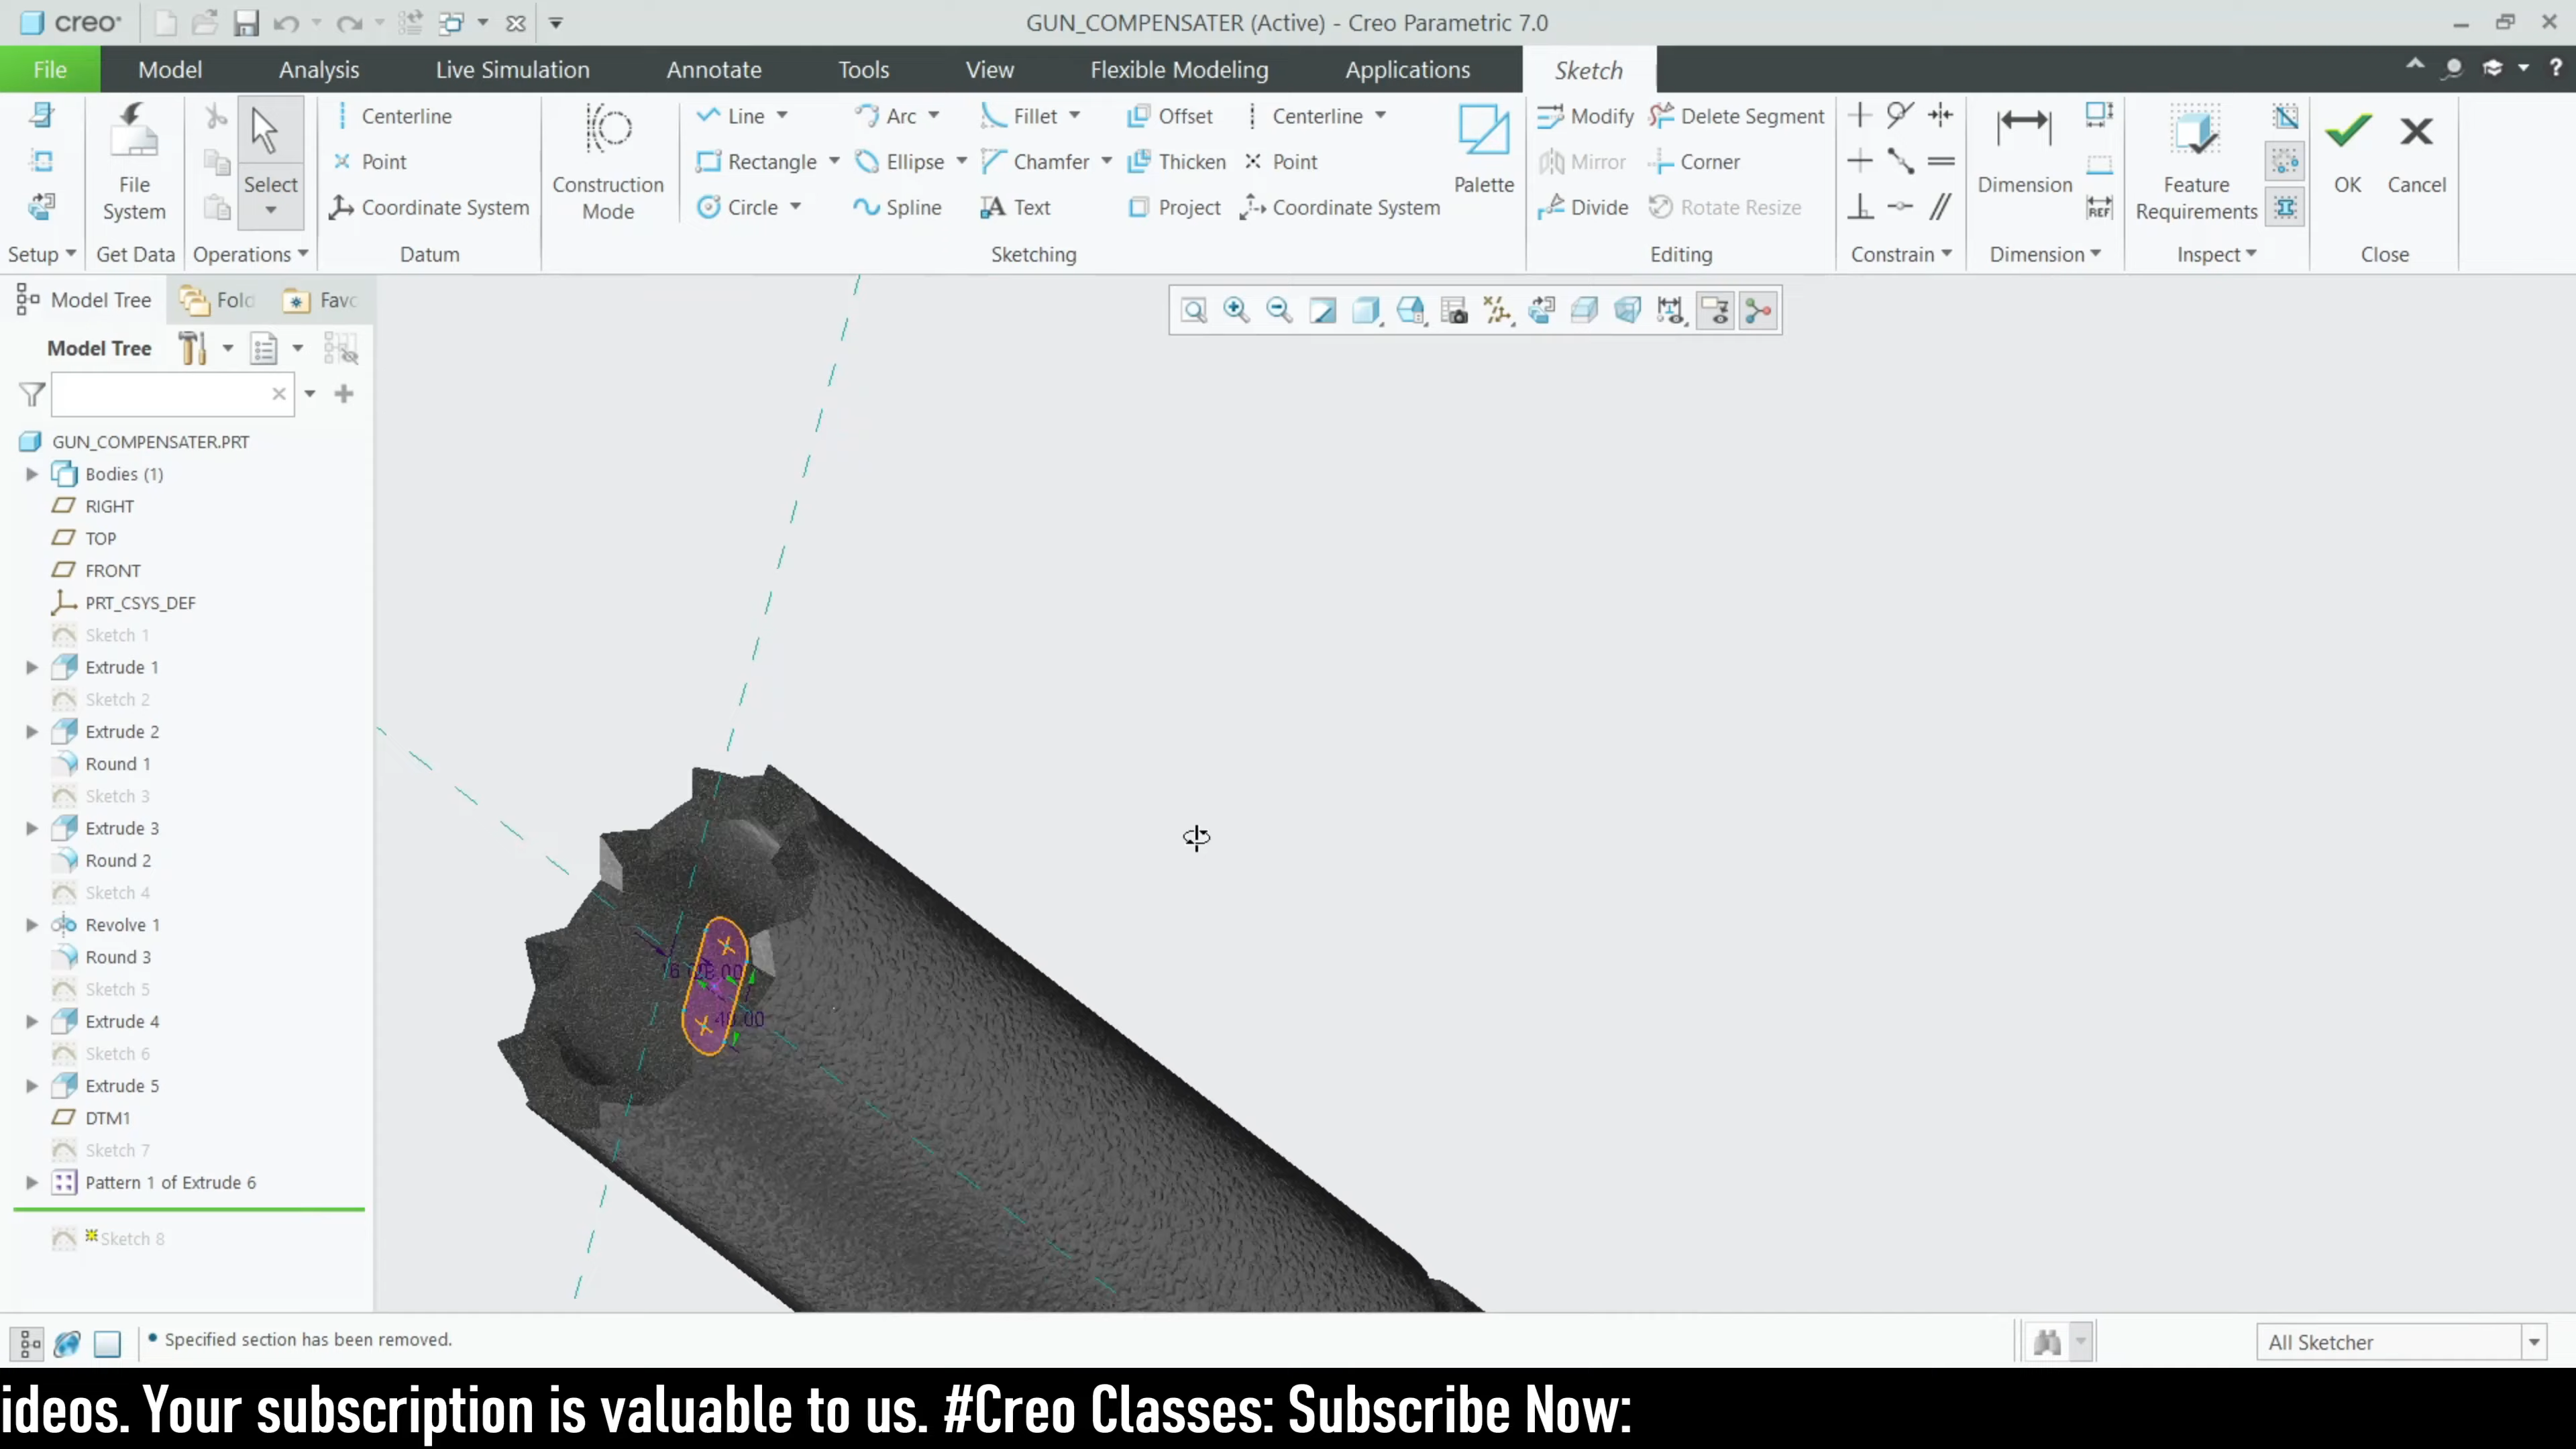 creo
GUN_COMPENSATER (Active) - Creo Parametric 7.0
File
Model
Analysis
Live Simulation
Annotate
Tools
View
Flexible Modeling
Applications
Sketch
?
File System
Select
Centerline
Point
Coordinate System
Construction Mode
Line
Rectangle
Circle
Arc
Ellipse
Spline
Fillet
Chamfer
Text
Offset
Thicken
Project
Centerline
Point
Coordinate System
Palette
Modify
Mirror
Divide
Delete Segment
Corner
Rotate Resize
Dimension
REF
Feature Requirements
OK
Cancel
Setup
Get Data
Operations
Datum
Sketching
Editing
Constrain
Dimension
Inspect
Close
Model Tree
Fold
Favc
Model Tree
GUN_COMPENSATER.PRT
Bodies (1)
RIGHT
TOP
FRONT
PRT_CSYS_DEF
Sketch 1
Extrude 1
Sketch 2
Extrude 2
Round 1
Sketch 3
Extrude 3
Round 2
Sketch 4
Revolve 1
Round 3
Sketch 5
Extrude 4
Sketch 6
Extrude 5
DTM1
Sketch 7
Pattern 1 of Extrude 6
Sketch 8
Specified section has been removed.
All Sketcher
ideos. Your subscription is valuable to us. #Creo Classes: Subscribe Now: